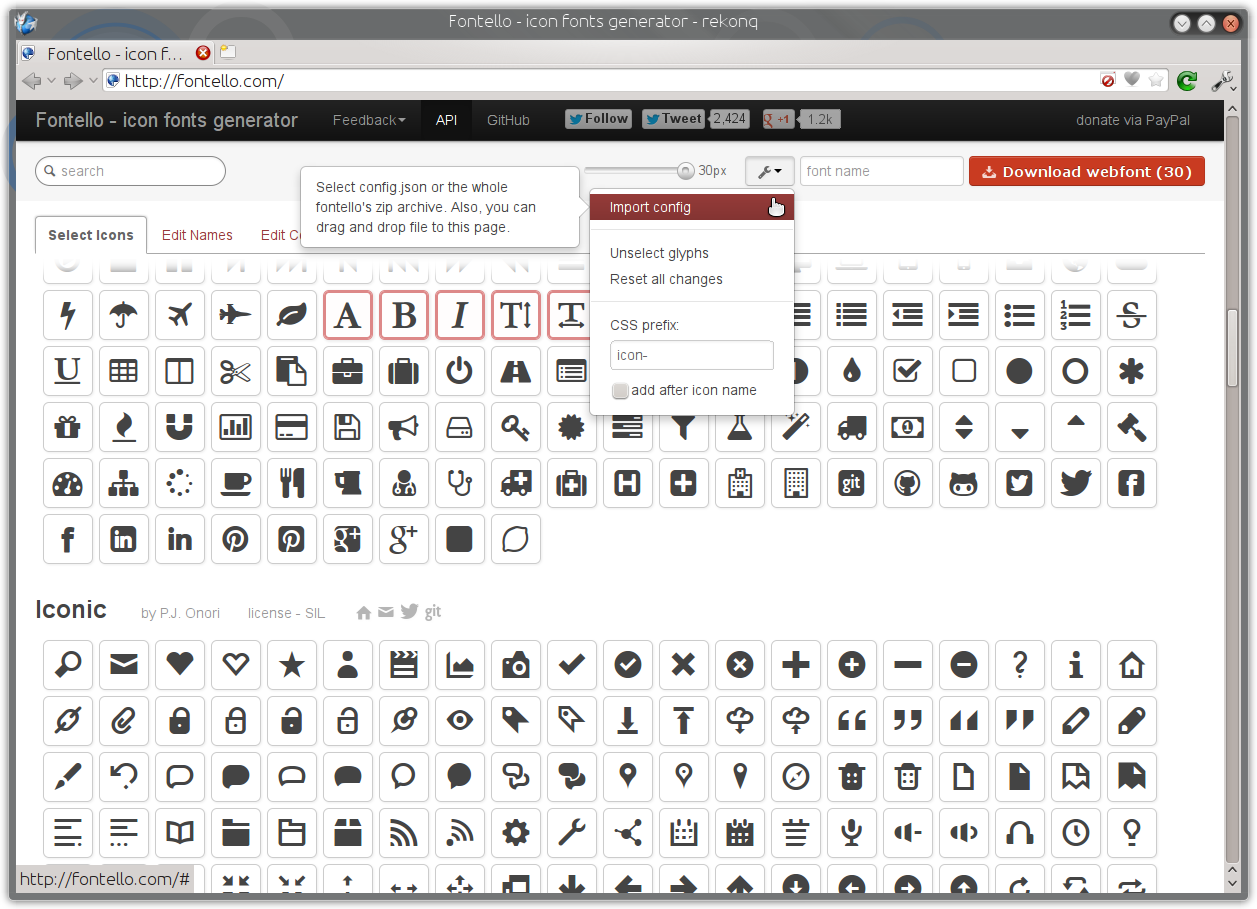 Fontello - icon fonts generator - rekonq
Fontello - icon f...
http://fontello.com/
Fontello - icon fonts generator
Feedback
API
GitHub
Follow
Tweet
2,424
g +1
1.2k
donate via PayPal
search
30px
font name
Download webfont (30)
Select config.json or the whole
fontello's zip archive. Also, you can
drag and drop file to this page.
Import config
Unselect glyphs
Reset all changes
CSS prefix:
icon-
add after icon name
Select Icons
Edit Names
Edit C
Iconic
by P.J. Onori
license - SIL
git
http://fontello.com/#